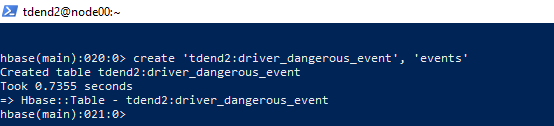 tdend2@node00:~
hbase(main):020:0> create 'tdend2:driver_dangerous_event', 'events'
Created table tdend2:driver_dangerous_event
Took 0.7355 seconds
=> Hbase::Table - tdend2:driver_dangerous_event
hbase(main):021:0>